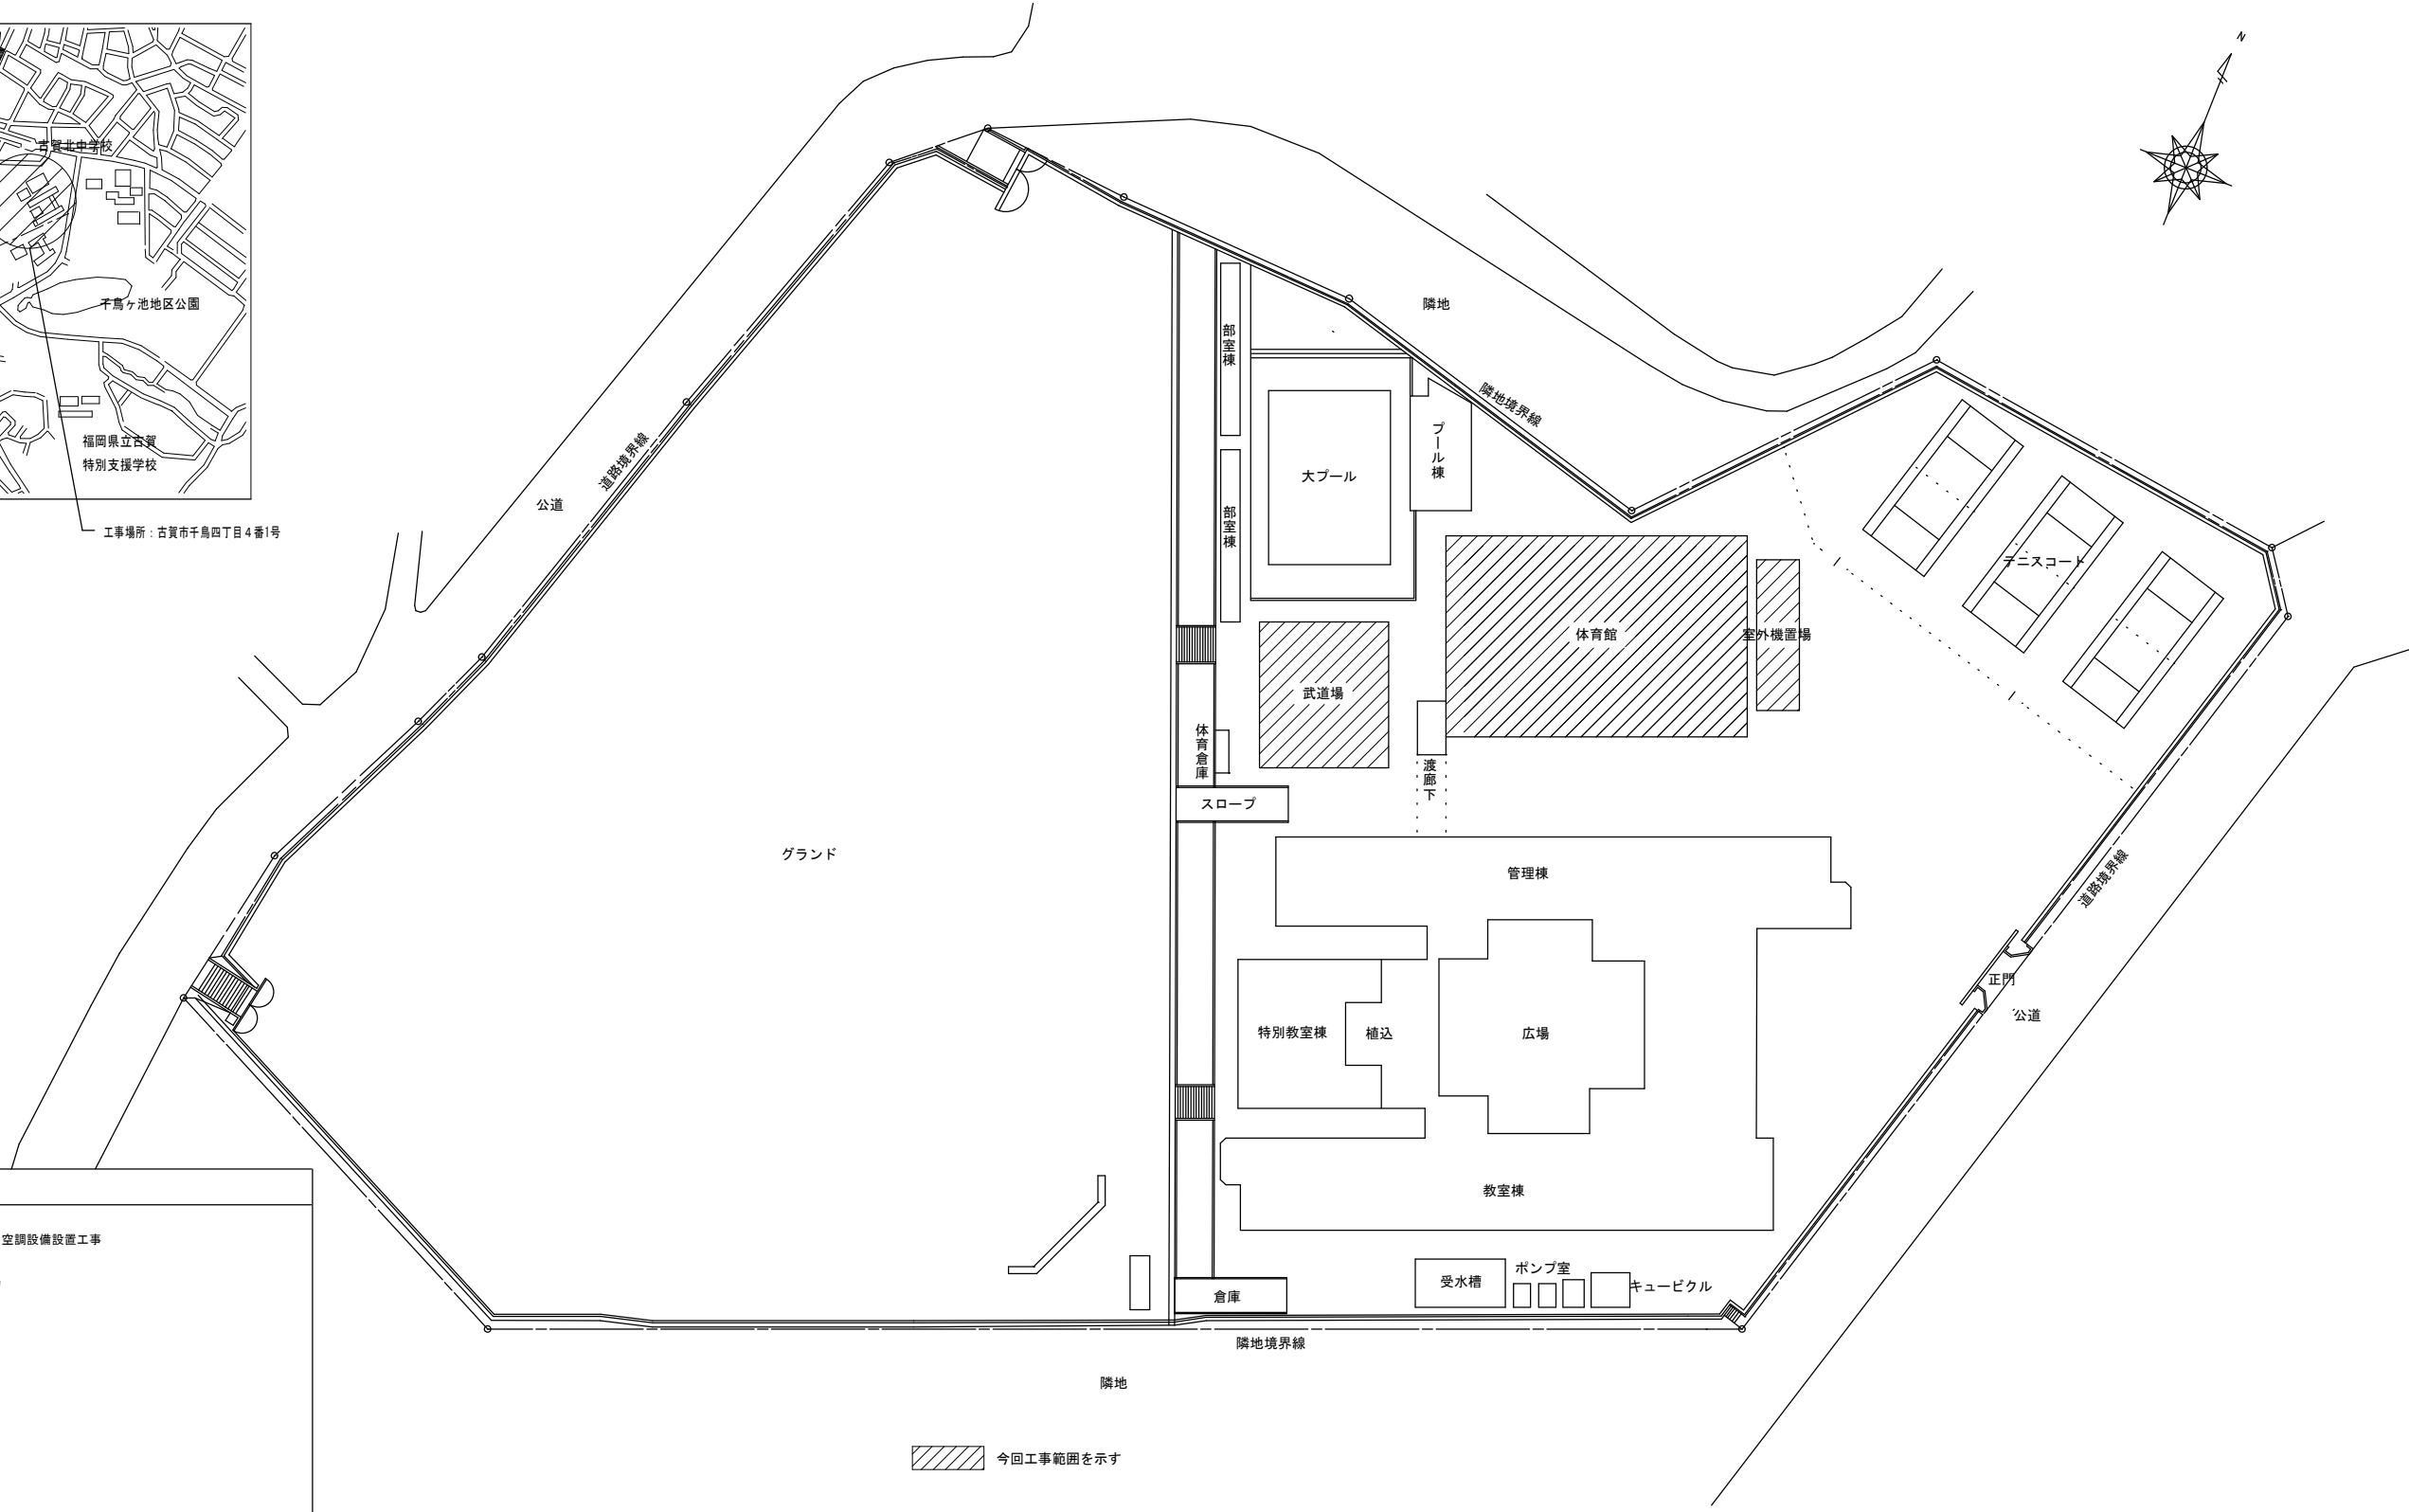 古賀北中学校
千鳥ヶ池地区公園
福岡県立古賀
特別支援学校
工事場所：古賀市千鳥四丁目４番1号
N
隣地
部室棟
隣地境界線
プール棟
大プール
道路境界線
公道
部室棟
テニスコート
体育館
室外機置場
武道場
体育倉庫
渡廊下
スロープ
グランド
管理棟
道路境界線
正門
公道
特別教室棟
植込
広場
教室棟
空調設備設置工事
受水槽
ポンプ室
キュービクル
倉庫
隣地境界線
隣地
今回工事範囲を示す